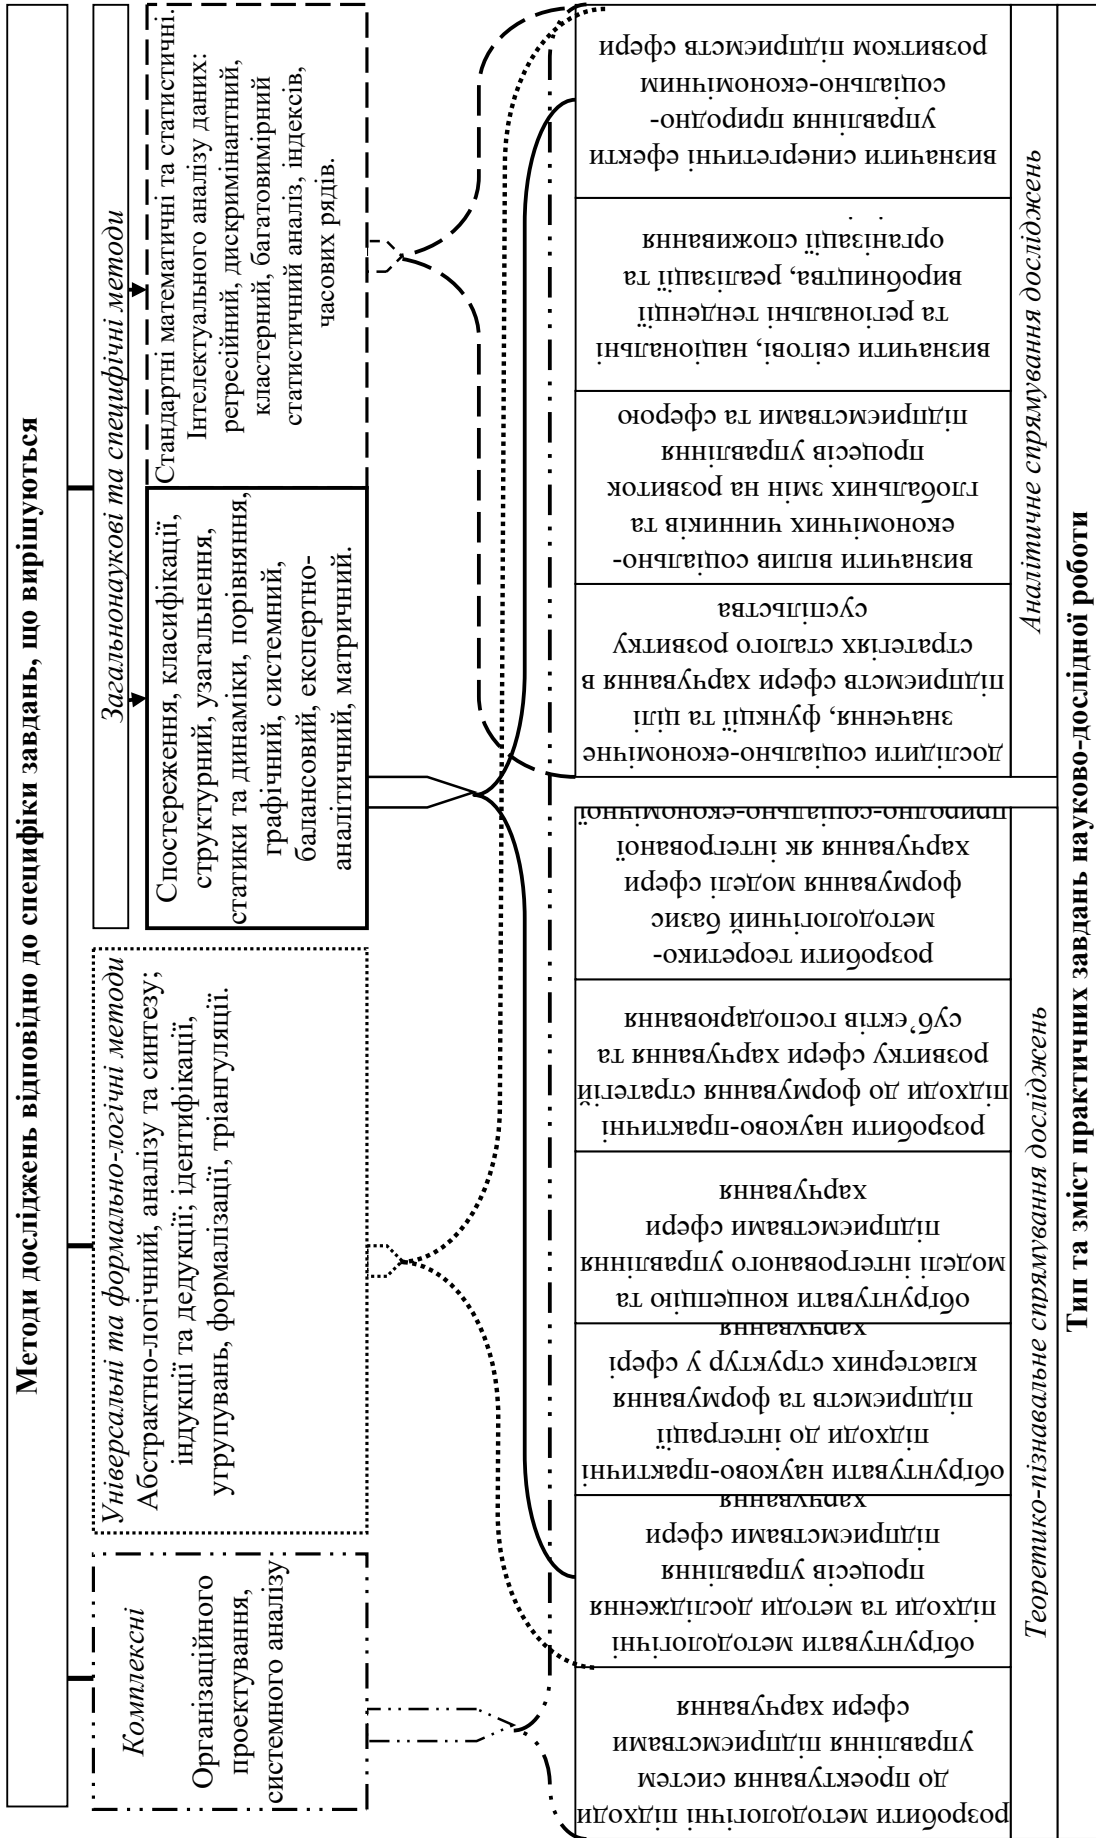 Методи досліджень відповідно до специфіки завдань, що вирішуються
Комплексні
Організаційного
проектування,
системного аналізу
Універсальні та формально-логічні методи
Абстрактно-логічний, аналізу та синтезу;
індукції та дедукції; ідентифікації,
угрупувань, формалізації, тріангуляції.
Загальнонаукові та специфічні методи
Спостереження, класифікації,
структурний, узагальнення,
статики та динаміки, порівняння,
графічний, системний,
балансовий, експертно-
аналітичний, матричний.
Стандартні математичні та статистичні.
Інтелектуального аналізу даних:
регресійний, дискримінантний,
кластерний, багатовимірний
статистичний аналіз, індексів,
часових рядів.
розробити методологічні підходи
до проектування систем
управління підприємствами
сфери харчування
обґрунтувати методологічні
підходи та методи дослідження
процесів управління
підприємствами сфери
харчування
обґрунтувати науково-практичні
підходи до інтеграції
підприємств та формування
кластерних структур у сфері
харчування
обґрунтувати концепцію та
моделі інтегрованого управління
підприємствами сфери
харчування
розробити науково-практичні
підходи до формування стратегій
розвитку сфери харчування та
суб’єктів господарювання
розробити теоретико-
методологічний базис
формування моделі сфери
харчування як інтегрованої
природно-соціально-економічної
дослідити соціально-економічне
значення, функції та цілі
підприємств сфери харчування в
стратегіях сталого розвитку
суспільства
визначити вплив соціально-
економічних чинників та
глобальних змін на розвиток
процесів управління
підприємствами та сферою
визначити світові, національні
та регіональні тенденції
виробництва, реалізації та
організації споживання
визначити синергетичні ефекти
управління природно-
соціально-економічним
розвитком підприємств сфери
Теоретико-пізнавальне спрямування досліджень
Аналітичне спрямування досліджень
Тип та зміст практичних завдань науково-дослідної роботи